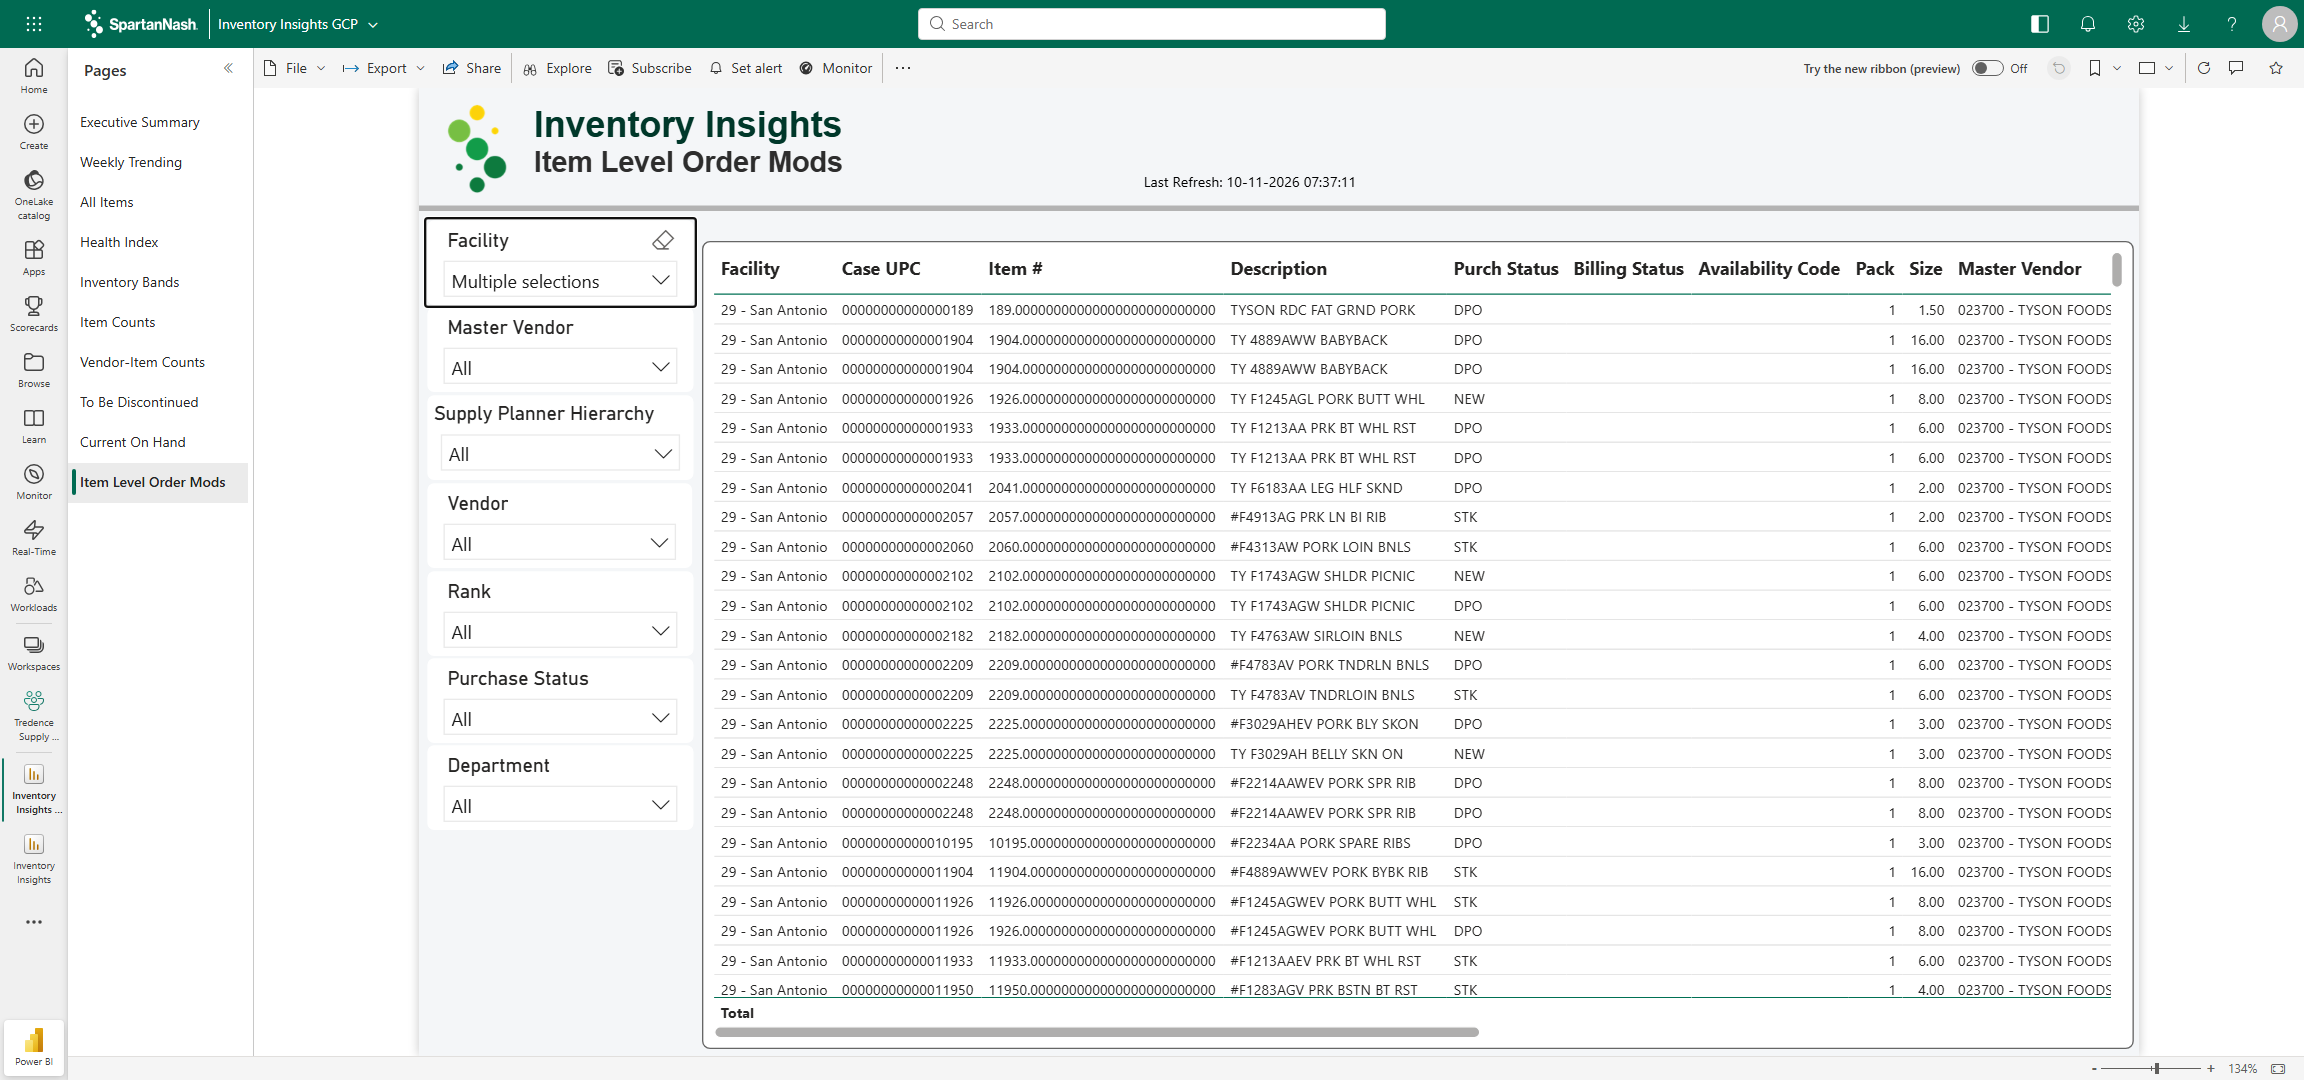 SpartanNash
Inventory Insights GCP
Search
Home
Create
OneLake
catalog
Apps
Scorecards
Browse
Learn
Monitor
Real-Time
Workloads
Workspaces
Tredence
Supply ...
Inventory
Insights ...
Inventory
Insights
Power BI
Pages
Executive Summary
Weekly Trending
All Items
Health Index
Inventory Bands
Item Counts
Vendor-Item Counts
To Be Discontinued
Current On Hand
Item Level Order Mods
File Export Share Explore Subscribe Set alert Monitor ...
Try the new ribbon (preview) Off
Inventory Insights
Item Level Order Mods
Last Refresh: 10-11-2026 07:37:11
Facility
Multiple selections
Master Vendor
All
Supply Planner Hierarchy
All
Vendor
All
Rank
All
Purchase Status
All
Department
All
Facility Case UPC Item # Description Purch Status Billing Status Availability Code Pack Size Master Vendor
29 - San Antonio 00000000000000189 189.00000000000000000000000000 TYSON RDC FAT GRND PORK DPO 1 1.50 023700 - TYSON FOODS
29 - San Antonio 00000000000001904 1904.0000000000000000000000000 TY 4889AWW BABYBACK DPO 1 16.00 023700 - TYSON FOODS
29 - San Antonio 00000000000001904 1904.0000000000000000000000000 TY 4889AWW BABYBACK DPO 1 16.00 023700 - TYSON FOODS
29 - San Antonio 00000000000001926 1926.0000000000000000000000000 TY F1245AGL PORK BUTT WHL NEW 1 8.00 023700 - TYSON FOODS
29 - San Antonio 00000000000001933 1933.0000000000000000000000000 TY F1213AA PRK BT WHL RST DPO 1 6.00 023700 - TYSON FOODS
29 - San Antonio 00000000000001933 1933.0000000000000000000000000 TY F1213AA PRK BT WHL RST DPO 1 6.00 023700 - TYSON FOODS
29 - San Antonio 00000000000002041 2041.0000000000000000000000000 TY F6183AA LEG HLF SKND DPO 1 2.00 023700 - TYSON FOODS
29 - San Antonio 00000000000002057 2057.0000000000000000000000000 #F4913AG PRK LN BI RIB STK 1 2.00 023700 - TYSON FOODS
29 - San Antonio 00000000000002060 2060.0000000000000000000000000 #F4313AW PORK LOIN BNLS STK 1 6.00 023700 - TYSON FOODS
29 - San Antonio 00000000000002102 2102.0000000000000000000000000 TY F1743AGW SHLDR PICNIC NEW 1 6.00 023700 - TYSON FOODS
29 - San Antonio 00000000000002102 2102.0000000000000000000000000 TY F1743AGW SHLDR PICNIC DPO 1 6.00 023700 - TYSON FOODS
29 - San Antonio 00000000000002182 2182.0000000000000000000000000 TY F4763AW SIRLOIN BNLS NEW 1 4.00 023700 - TYSON FOODS
29 - San Antonio 00000000000002209 2209.0000000000000000000000000 #F4783AV PORK TNDRLN BNLS DPO 1 6.00 023700 - TYSON FOODS
29 - San Antonio 00000000000002209 2209.0000000000000000000000000 TY F4783AV TNDRLOIN BNLS STK 1 6.00 023700 - TYSON FOODS
29 - San Antonio 00000000000002225 2225.0000000000000000000000000 #F3029AHEV PORK BLY SKON DPO 1 3.00 023700 - TYSON FOODS
29 - San Antonio 00000000000002225 2225.0000000000000000000000000 TY F3029AH BELLY SKN ON NEW 1 3.00 023700 - TYSON FOODS
29 - San Antonio 00000000000002248 2248.0000000000000000000000000 #F2214AAWEV PORK SPR RIB DPO 1 8.00 023700 - TYSON FOODS
29 - San Antonio 00000000000002248 2248.0000000000000000000000000 #F2214AAWEV PORK SPR RIB DPO 1 8.00 023700 - TYSON FOODS
29 - San Antonio 00000000000010195 10195.000000000000000000000000 #F2234AA PORK SPARE RIBS DPO 1 3.00 023700 - TYSON FOODS
29 - San Antonio 00000000000011904 11904.000000000000000000000000 #F4889AWWEV PORK BYBK RIB STK 1 16.00 023700 - TYSON FOODS
29 - San Antonio 00000000000011926 11926.000000000000000000000000 #F1245AGWEV PORK BUTT WHL STK 1 8.00 023700 - TYSON FOODS
29 - San Antonio 00000000000011926 1926.0000000000000000000000000 #F1245AGWEV PORK BUTT WHL DPO 1 8.00 023700 - TYSON FOODS
29 - San Antonio 00000000000011933 11933.000000000000000000000000 #F1213AAEV PRK BT WHL RST STK 1 6.00 023700 - TYSON FOODS
29 - San Antonio 00000000000011950 11950.000000000000000000000000 #F1283AGV PRK BSTN BT RST STK 1 4.00 023700 - TYSON FOODS
Total
- + 134%